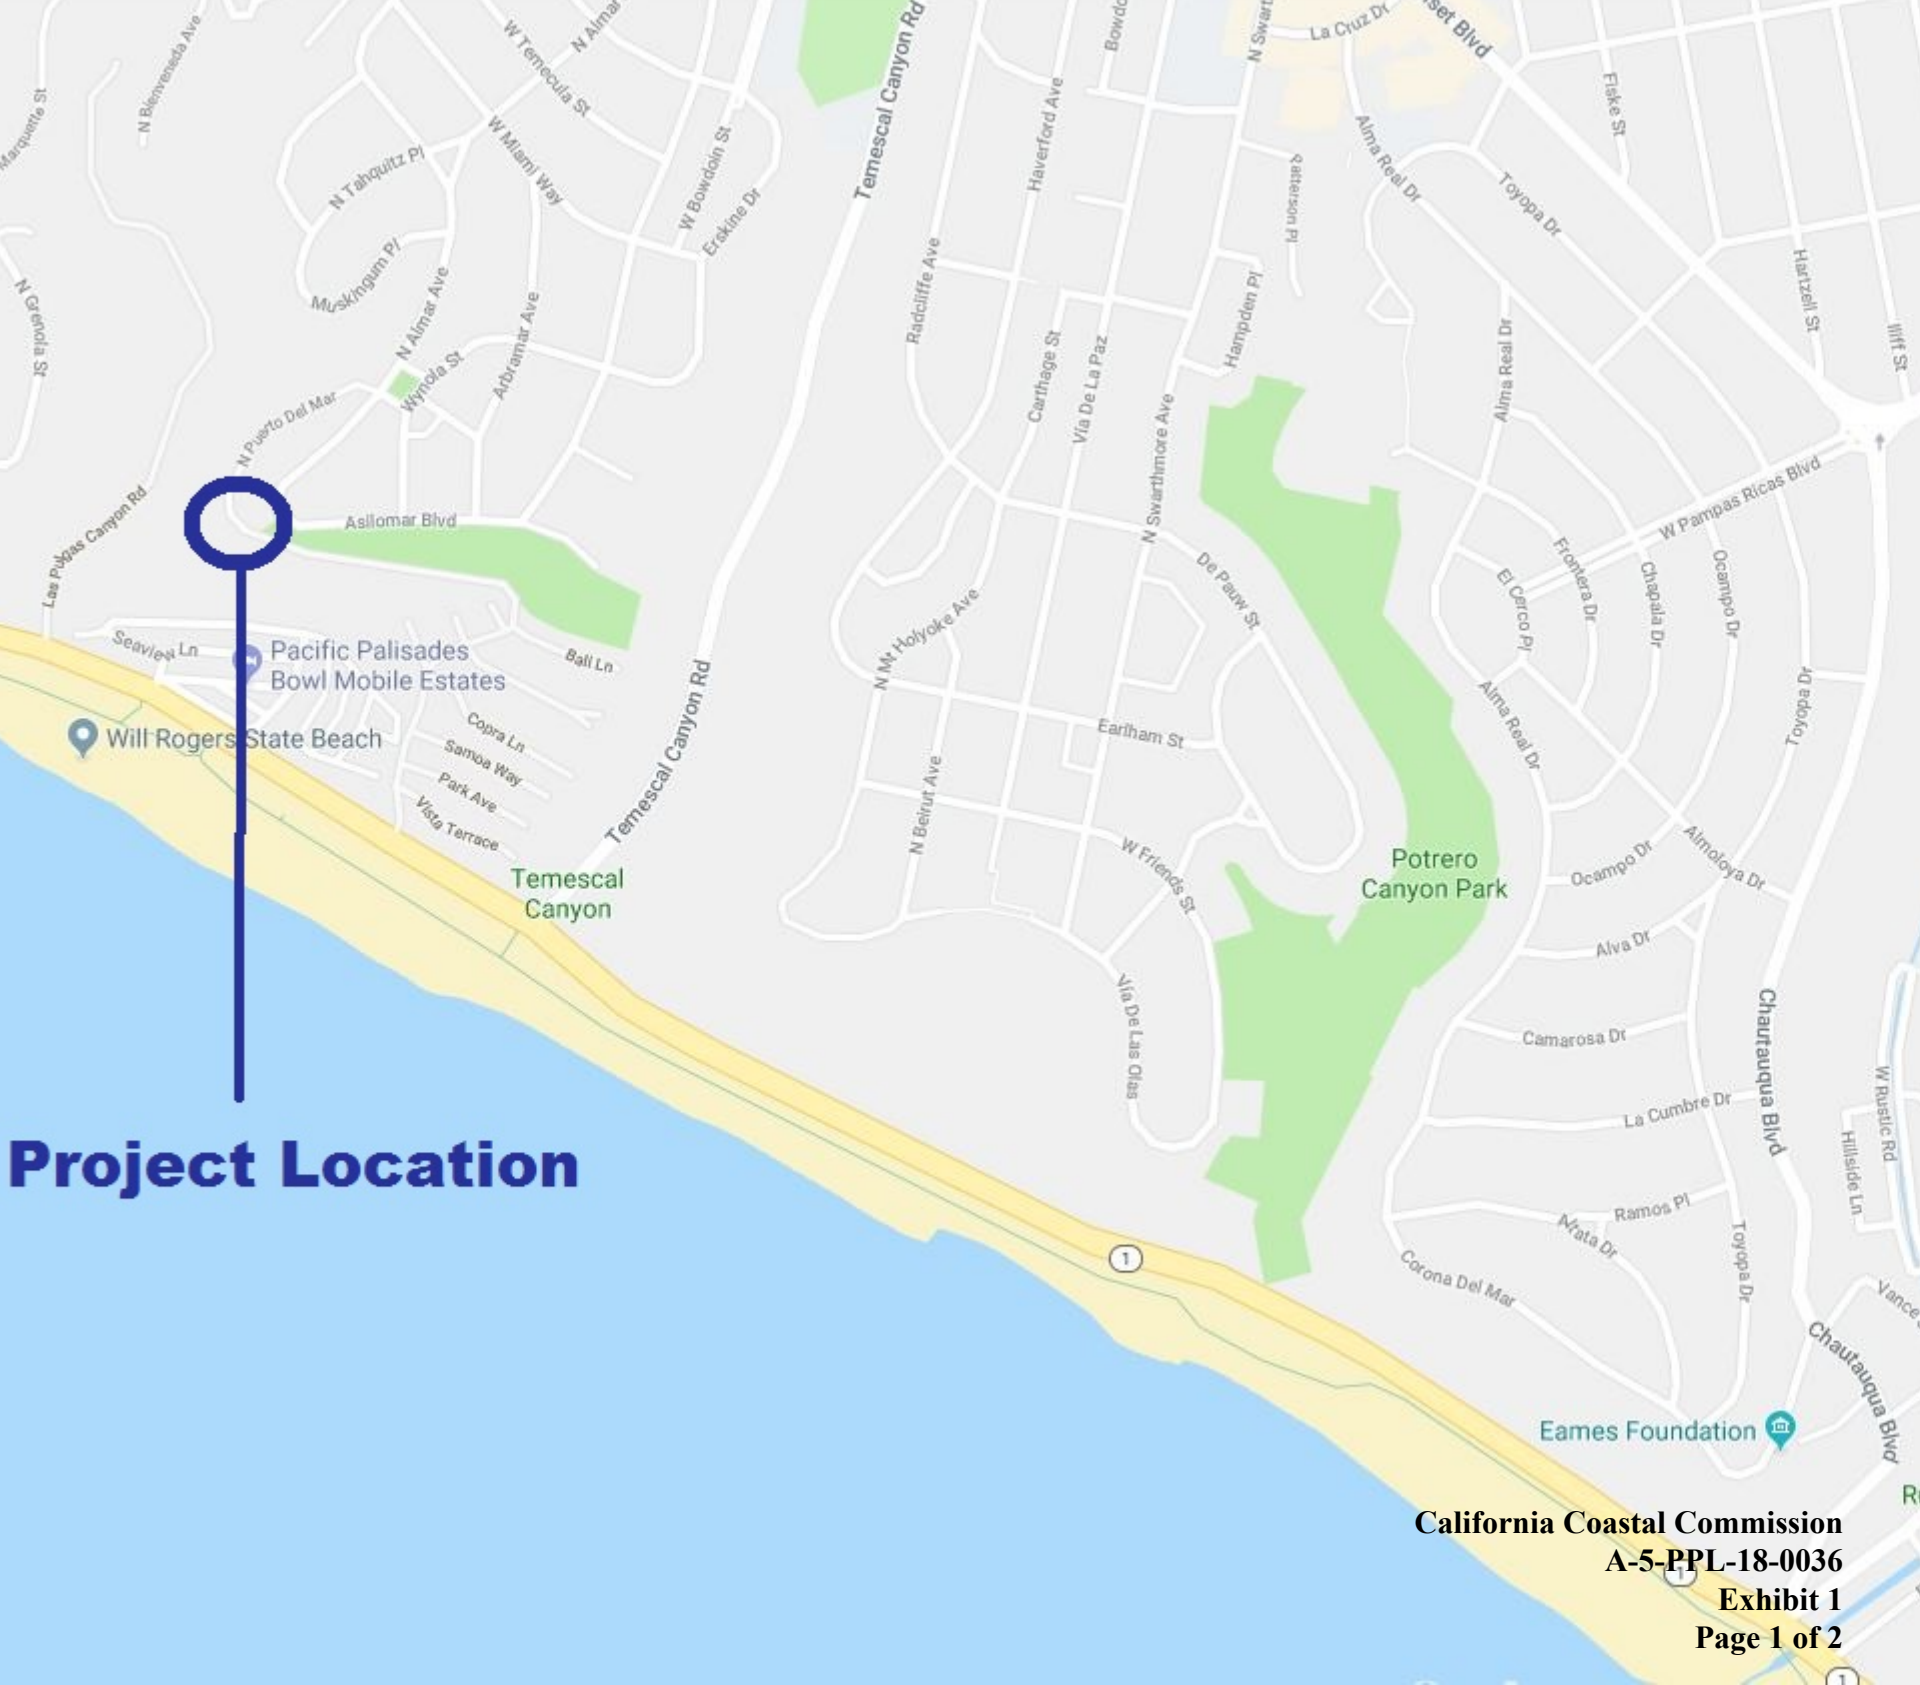 Marquette St
N Bienveneda Ave
W Temecula St
N Almar
Temescal Canyon Rd
Bowdo
N Swart
La Cruz Dr
set Blvd
Fiske St
N Tahquitz Pl
W Miami Way
W Bowdoin St
Erskine Dr
Haverford Ave
Patterson Pl
Alma Real Dr
Toyopa Dr
Muskingum Pl
N Grenola St
N Almar Ave
Arbramar Ave
Wynola St
Radcliffe Ave
Carthage St
Via De La Paz
Hampden Pl
Hartzell St
Iliff St
Alma Real Dr
N Puerto Del Mar
N Swarthmore Ave
W Pampas Ricas Blvd
Las Pulgas Canyon Rd
Asilomar Blvd
De Pauw St
El Cerco Pl
Frontera Dr
Chapala Dr
Ocampo Dr
Seaview Ln
Pacific Palisades
Bowl Mobile Estates
Bali Ln
N Mt Holyoke Ave
Temescal Canyon Rd
Alma Real Dr
Toyopa Dr
Will Rogers State Beach
Copra Ln
Samoa Way
Park Ave
Vista Terrace
Earlham St
N Beirut Ave
W Friends St
Temescal
Canyon
Potrero
Canyon Park
Ocampo Dr
Almoloya Dr
Alva Dr
Via De Las Olas
Camarosa Dr
Chautauqua Blvd
W Rustic Rd
La Cumbre Dr
Hillside Ln
Project Location
Ramos Pl
Altata Dr
Toyopa Dr
1
Corona Del Mar
Vance
Chautauqua Blvd
Eames Foundation
California Coastal Commission
A-5-PPL-18-0036
1
Exhibit 1
Page 1 of 2
1